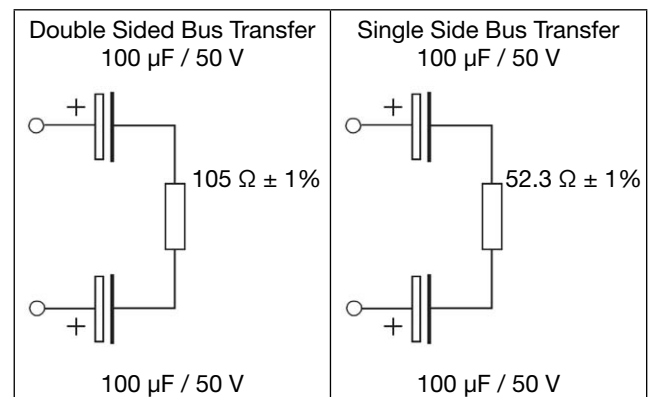 Double Sided Bus Transfer
100 µF / 50 V
+
105 Ω ± 1%
+
100 µF / 50 V
Single Side Bus Transfer
100 µF / 50 V
+
52.3 Ω ± 1%
+
100 µF / 50 V